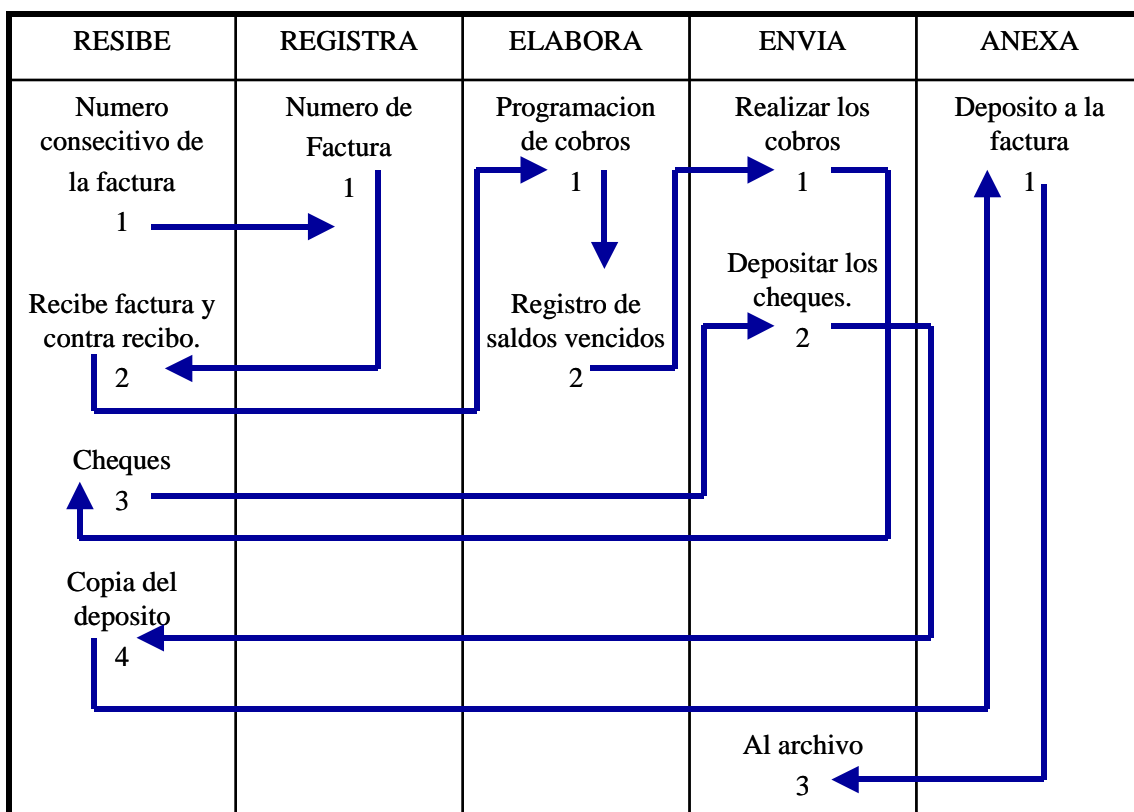 RESIBE
REGISTRA
ELABORA
ENVIA
ANEXA
Numero
consecitivo de
la factura
1
Recibe factura y
contra recibo.
2
Cheques
3
Copia del
deposito
4
Numero de
Factura
1
Programacion
de cobros
1
Registro de
saldos vencidos
2
Realizar los
cobros
1
Depositar los
cheques.
2
Al archivo
3
Deposito a la
factura
1